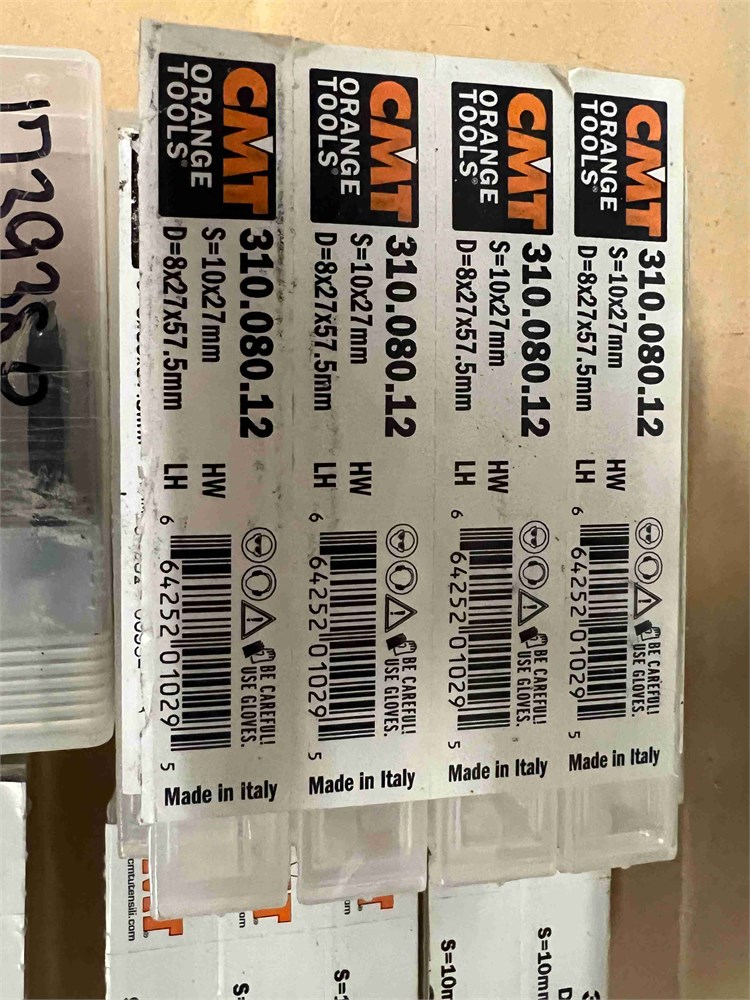 CMT
ORANGE
TOOLS®
310.080.12
S=10x27mm
D=8x27x57.5mm
HW
LH
BE CAREFUL!
USE GLOVES.
6 64252 01029 5
Made in Italy
CMT
ORANGE
TOOLS®
310.080.12
S=10x27mm
D=8x27x57.5mm
HW
LH
BE CAREFUL!
USE GLOVES.
6 64252 01029 5
Made in Italy
CMT
ORANGE
TOOLS®
310.080.12
S=10x27mm
D=8x27x57.5mm
HW
LH
BE CAREFUL!
USE GLOVES.
6 64252 01029 5
Made in Italy
CMT
ORANGE
TOOLS®
310.080.12
S=10x27mm
D=8x27x57.5mm
HW
LH
BE CAREFUL!
USE GLOVES.
6 64252 01029 5
Made in Italy
cmtutensili.com
S=10m
S=10mm